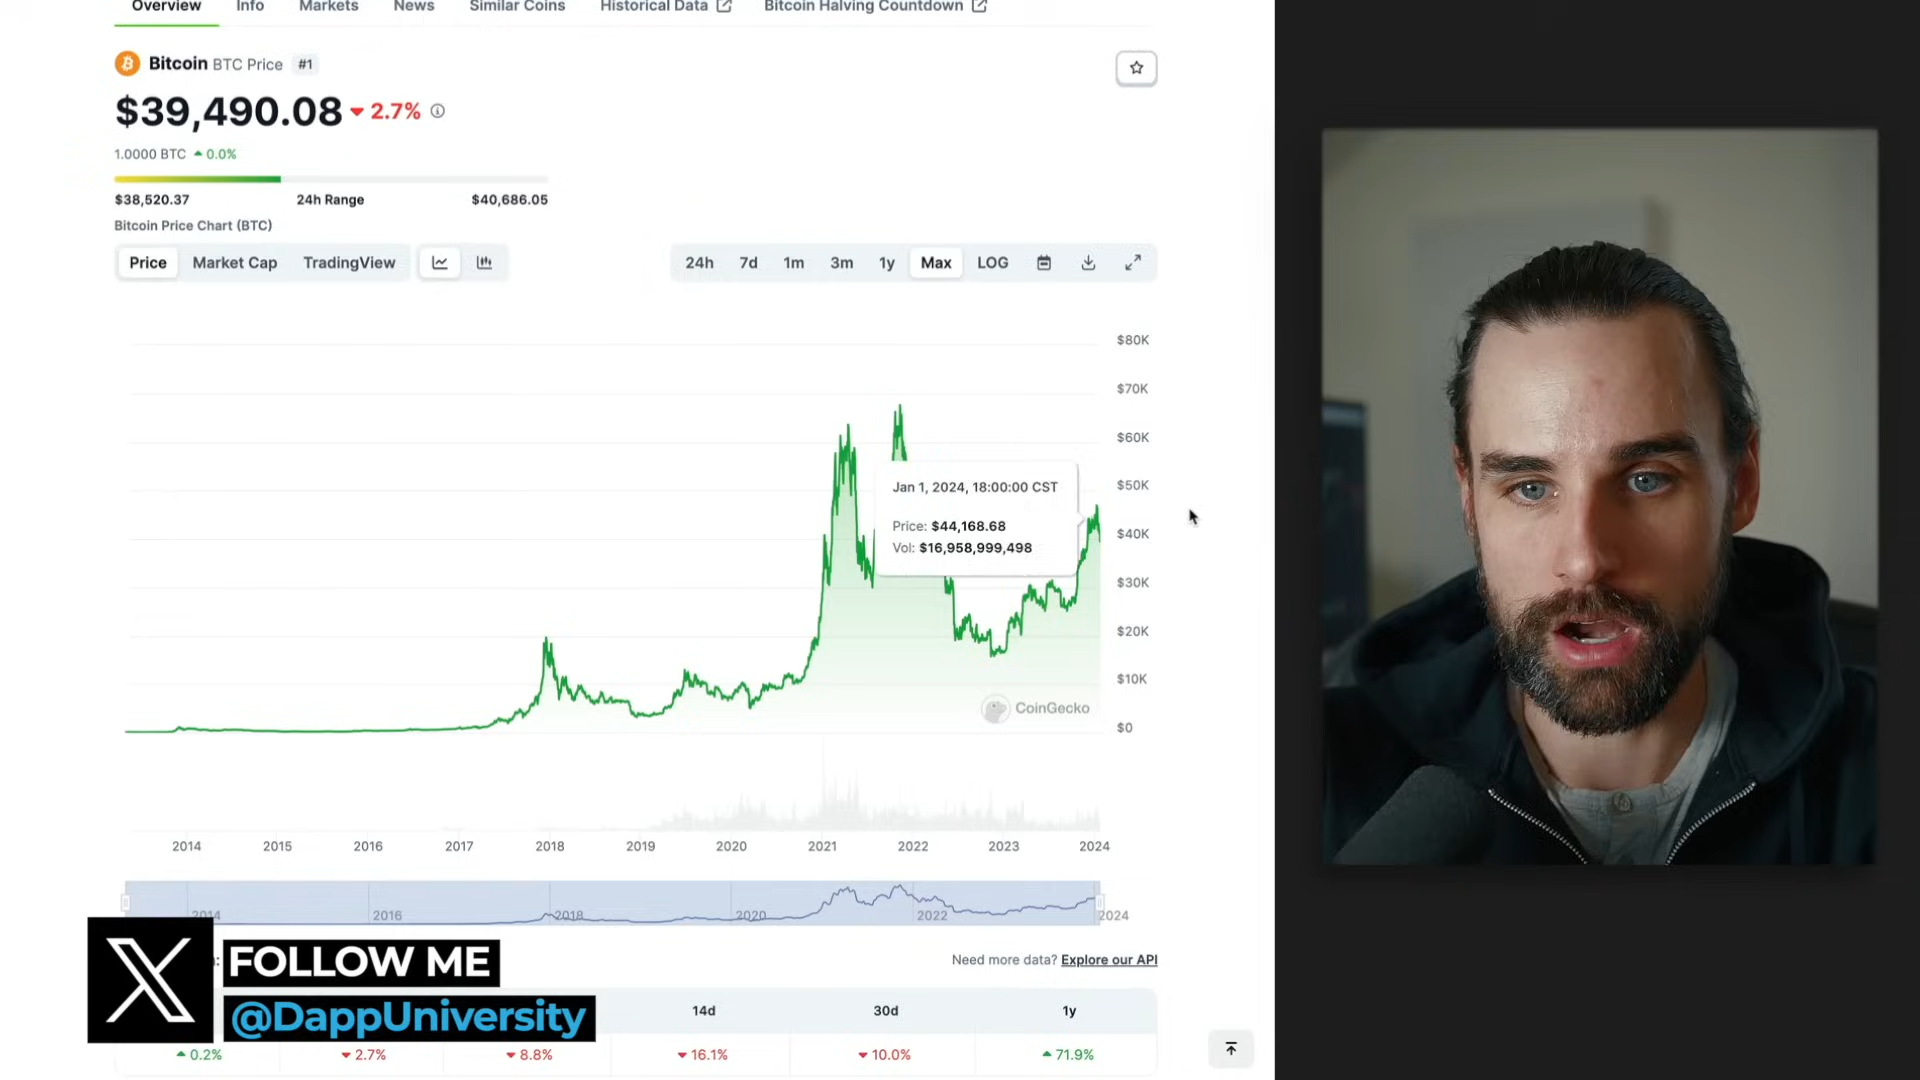 Overview Info Markets News Similar Coins Historical Data Bitcoin Halving Countdown
Bitcoin BTC Price #1
$39,490.08 2.7%
1.0000 BTC 0.0%
$38,520.37 24h Range $40,686.05
Bitcoin Price Chart (BTC)
Price Market Cap TradingView 24h 7d 1m 3m 1y Max LOG
$80K
$70K
$60K
$50K
$40K
$30K
$20K
$10K
$0
Jan 1, 2024, 18:00:00 CST
Price: $44,168.68
Vol: $16,958,999,498
CoinGecko
2014 2015 2016 2017 2018 2019 2020 2021 2022 2023 2024
2014 2016 2018 2020 2022 2024
Need more data? Explore our API
FOLLOW ME
@DappUniversity
14d 30d 1y
0.2% 2.7% 8.8% 16.1% 10.0% 71.9%